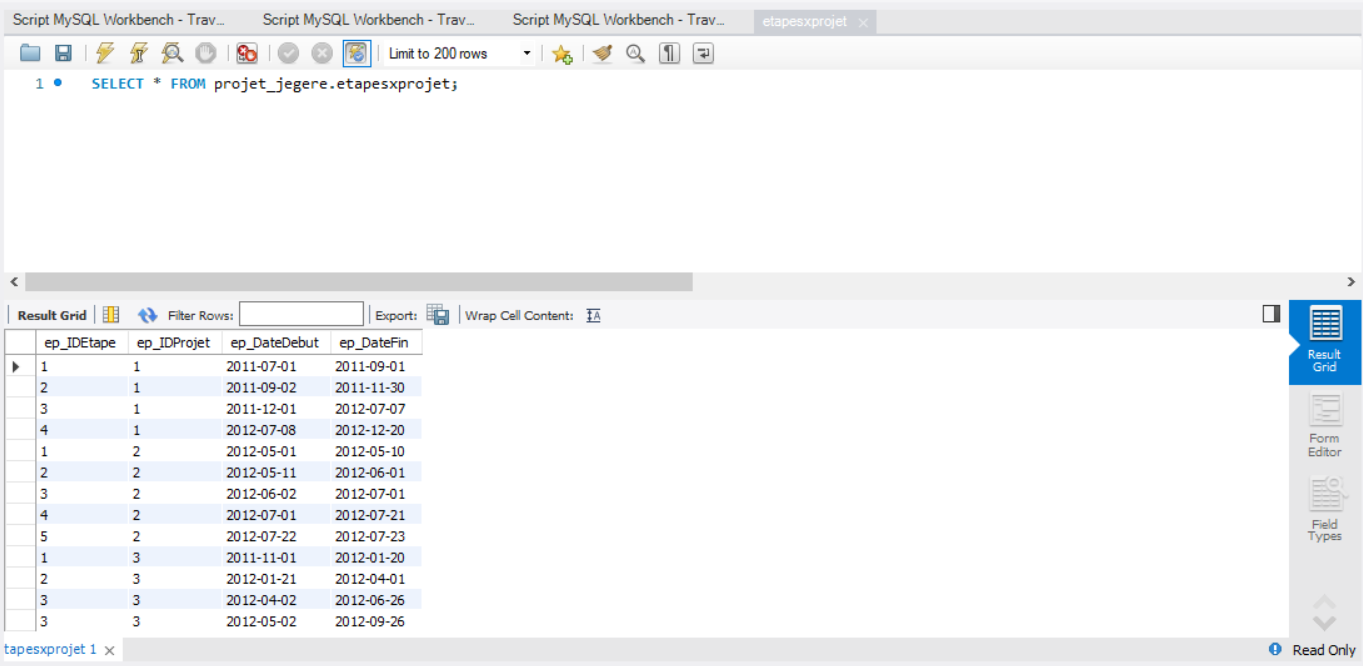 Script MySQL Workbench - Trav... Script MySQL Workbench - Trav... Script MySQL Workbench - Trav... etapesxprojet
Limit to 200 rows
1 SELECT * FROM projet_jegere.etapesxprojet;
Result Grid Filter Rows: Export: Wrap Cell Content:
ep_IDEtape ep_IDProjet ep_DateDebut ep_DateFin
1 1 2011-07-01 2011-09-01
2 1 2011-09-02 2011-11-30
3 1 2011-12-01 2012-07-07
4 1 2012-07-08 2012-12-20
1 2 2012-05-01 2012-05-10
2 2 2012-05-11 2012-06-01
3 2 2012-06-02 2012-07-01
4 2 2012-07-01 2012-07-21
5 2 2012-07-22 2012-07-23
1 3 2011-11-01 2012-01-20
2 3 2012-01-21 2012-04-01
3 3 2012-04-02 2012-06-26
3 3 2012-05-02 2012-09-26
Result
Grid
Form
Editor
Field
Types
tapesxprojet 1 Read Only